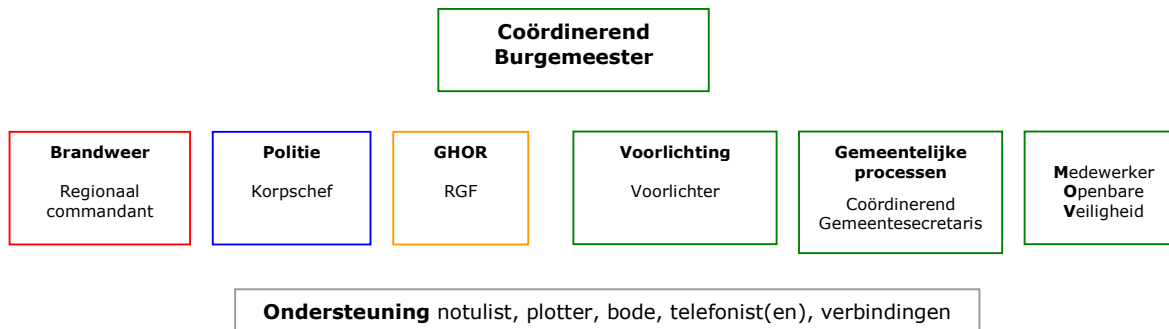 Coördinerend
Burgemeester
Brandweer
Regionaal
commandant
Politie
Korpschef
GHOR
RGF
Voorlichting
Voorlichter
Gemeentelijke
processen
Coördinerend
Gemeentesecretaris
Medewerker
Openbare
Veiligheid
Ondersteuning notulist, plotter, bode, telefonist(en), verbindingen